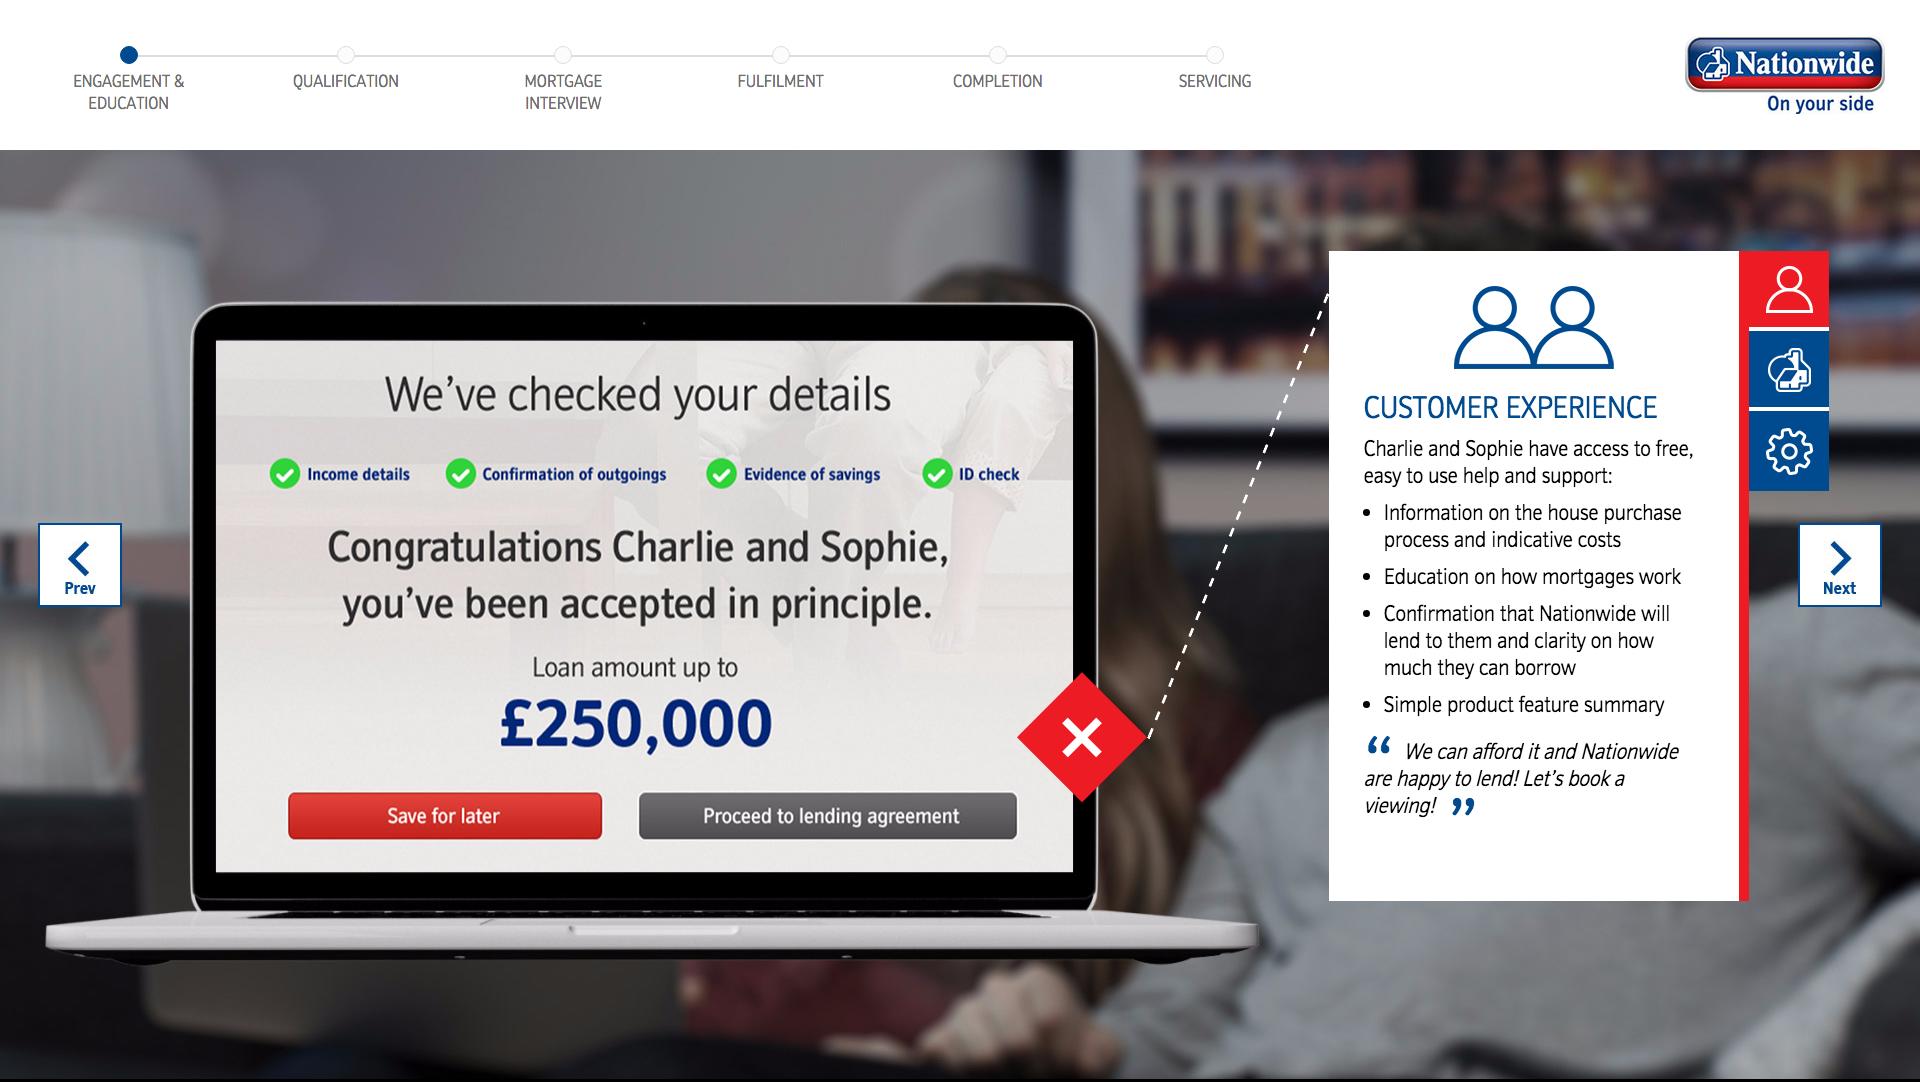 ENGAGEMENT &
EDUCATION
QUALIFICATION
MORTGAGE
INTERVIEW
FULFILMENT
COMPLETION
SERVICING
Nationwide
On your side
We've checked your details
Income details
Confirmation of outgoings
Evidence of savings
ID check
Congratulations Charlie and Sophie,
you've been accepted in principle.
Loan amount up to
£250,000
Save for later
Proceed to lending agreement
Prev
CUSTOMER EXPERIENCE
Charlie and Sophie have access to free,
easy to use help and support:
• Information on the house purchase
process and indicative costs
• Education on how mortgages work
• Confirmation that Nationwide will
lend to them and clarity on how
much they can borrow
• Simple product feature summary
“ We can afford it and Nationwide
are happy to lend! Let's book a
viewing! ”
Next